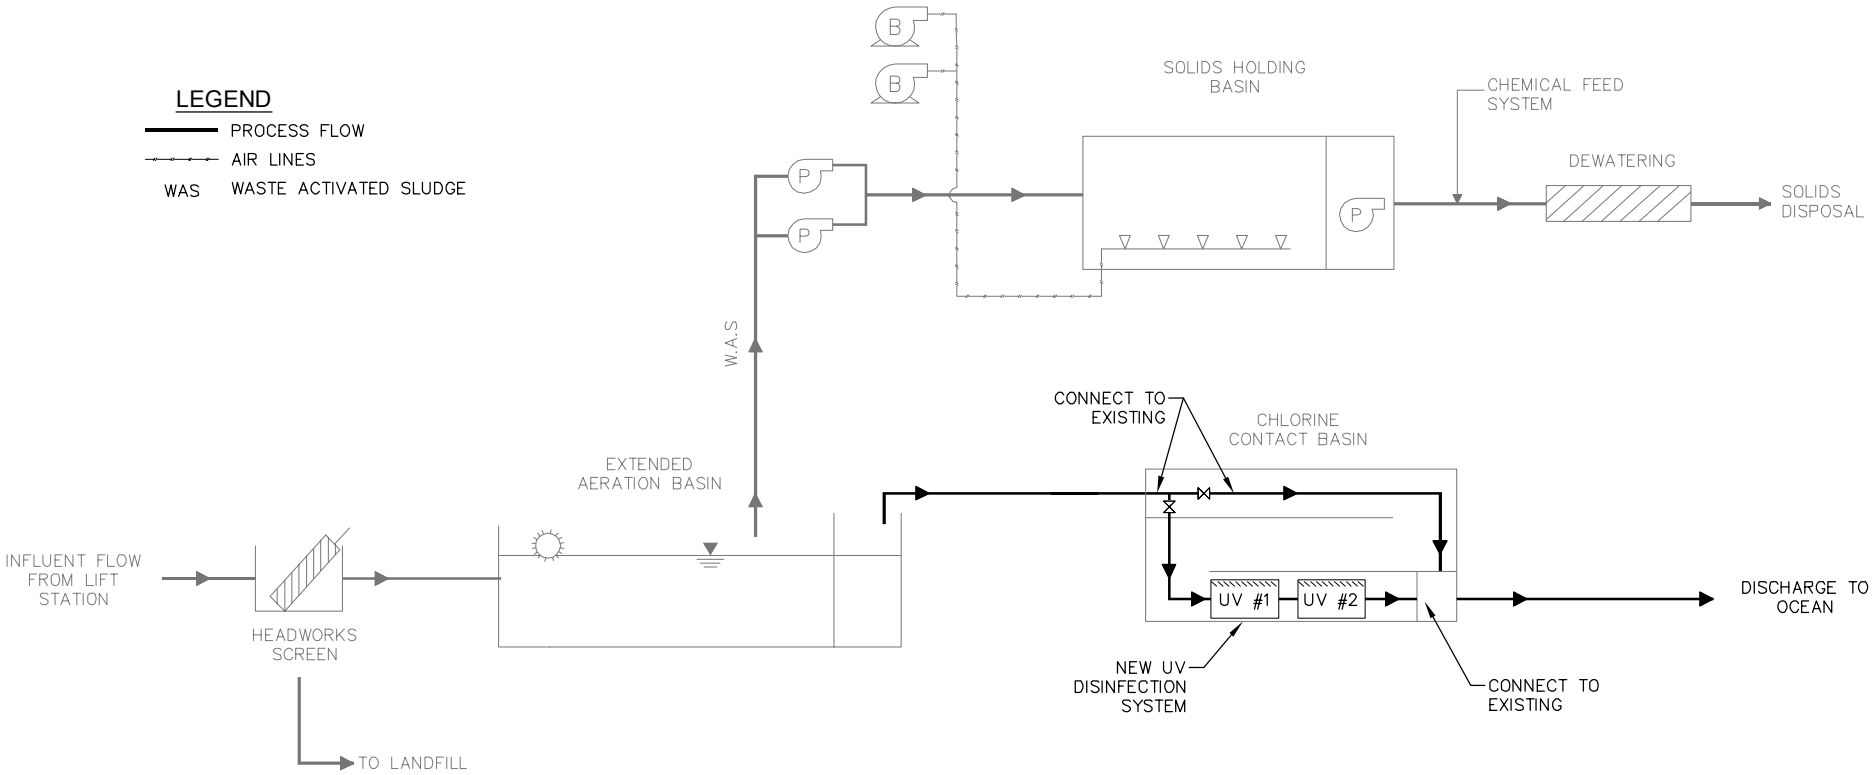 LEGEND
PROCESS FLOW
AIR LINES
WAS WASTE ACTIVATED SLUDGE
B
B
SOLIDS HOLDING
BASIN
CHEMICAL FEED
SYSTEM
DEWATERING
SOLIDS
DISPOSAL
P
P
P
W.A.S
CONNECT TO
EXISTING
CHLORINE
CONTACT BASIN
EXTENDED
AERATION BASIN
INFLUENT FLOW
FROM LIFT
STATION
HEADWORKS
SCREEN
TO LANDFILL
UV #1
UV #2
DISCHARGE TO
OCEAN
NEW UV
DISINFECTION
SYSTEM
CONNECT TO
EXISTING